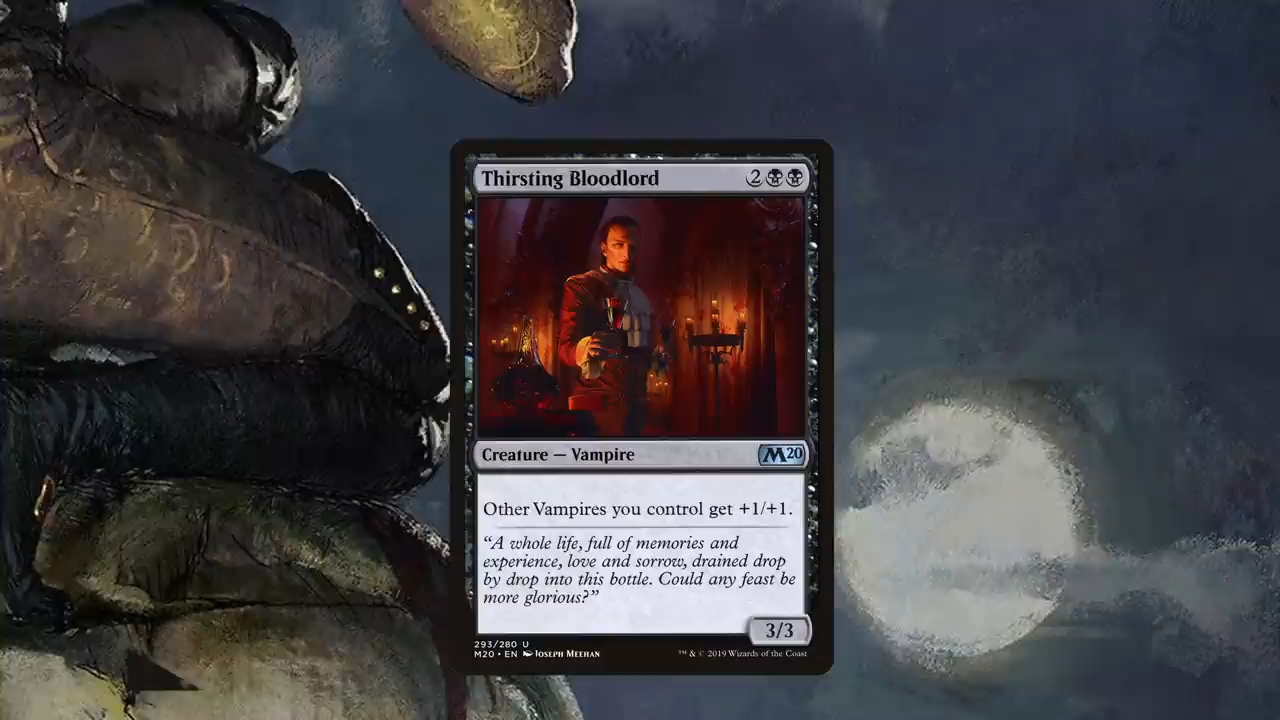 Thirsting Bloodlord 2
Creature — Vampire M20
Other Vampires you control get +1/+1.
“A whole life, full of memories and
experience, love and sorrow, drained drop
by drop into this bottle. Could any feast be
more glorious?”
3/3
293/280 U
M20 • EN Joseph Meehan ™ & © 2019 Wizards of the Coast